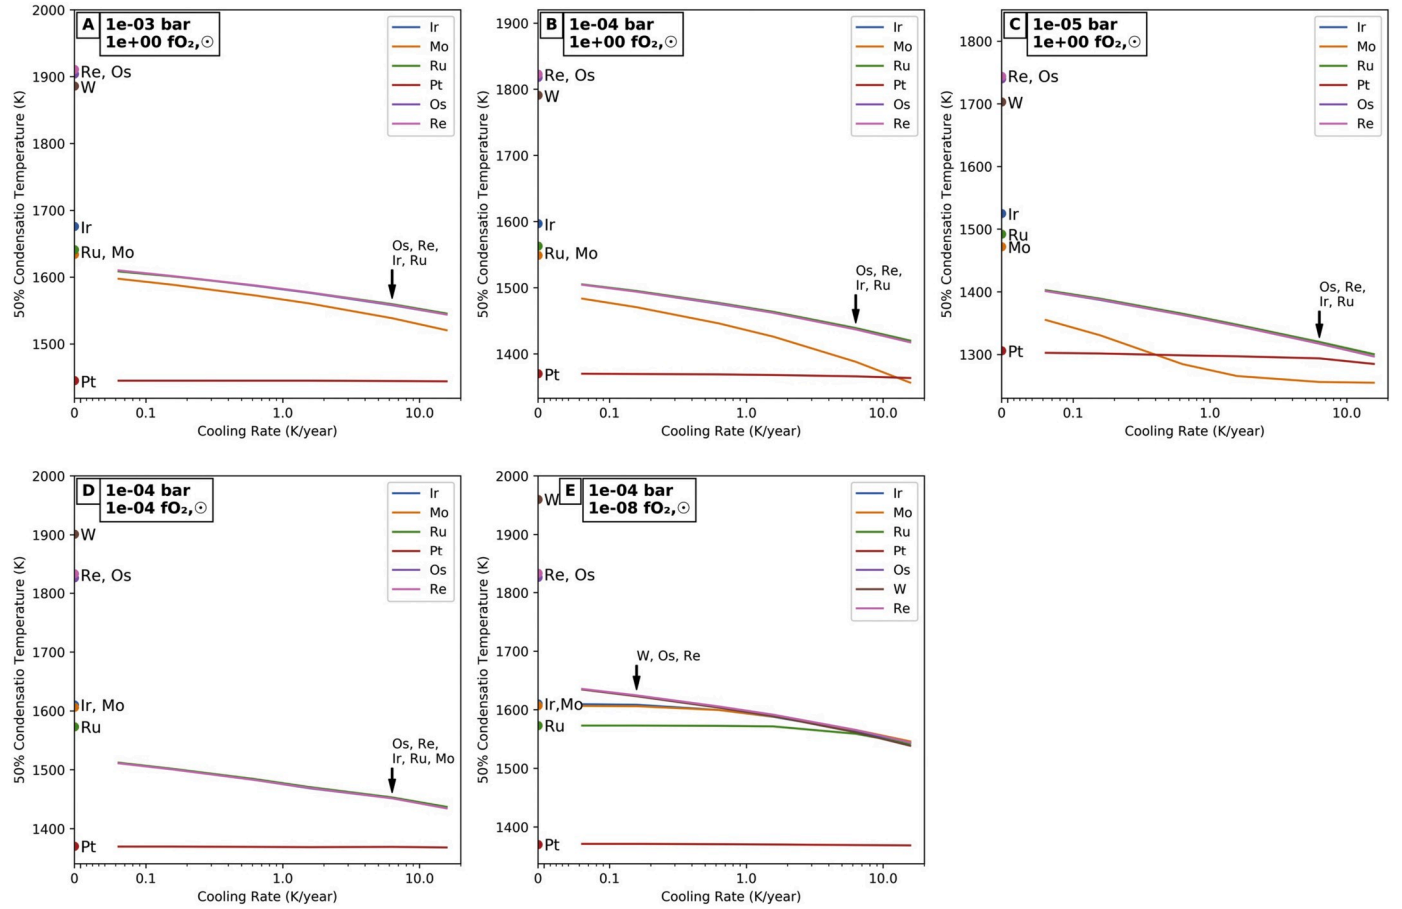 A
1e-03 bar
1e+00 fO₂,☉
50% Condensatio Temperature (K)
2000
1900
1800
1700
1600
1500
Re, Os
W
Ir
Ru, Mo
Pt
Os, Re,
Ir, Ru
Ir
Mo
Ru
Pt
Os
Re
0
0.1
1.0
10.0
Cooling Rate (K/year)
B
1e-04 bar
1e+00 fO₂,☉
50% Condensatio Temperature (K)
1900
1800
1700
1600
1500
1400
Re, Os
W
Ir
Ru, Mo
Pt
Os, Re,
Ir, Ru
Ir
Mo
Ru
Pt
Os
Re
0
0.1
1.0
10.0
Cooling Rate (K/year)
C
1e-05 bar
1e+00 fO₂,☉
50% Condensatio Temperature (K)
1800
1700
1600
1500
1400
1300
Re, Os
W
Ir
Ru
Mo
Pt
Os, Re,
Ir, Ru
Ir
Mo
Ru
Pt
Os
Re
0
0.1
1.0
10.0
Cooling Rate (K/year)
D
1e-04 bar
1e-04 fO₂,☉
50% Condensatio Temperature (K)
2000
1900
1800
1700
1600
1500
1400
W
Re, Os
Ir, Mo
Ru
Pt
Os, Re,
Ir, Ru, Mo
Ir
Mo
Ru
Pt
Os
Re
0
0.1
1.0
10.0
Cooling Rate (K/year)
E
1e-04 bar
1e-08 fO₂,☉
50% Condensatio Temperature (K)
2000
1900
1800
1700
1600
1500
1400
W
Re, Os
Ir,Mo
Ru
Pt
W, Os, Re
Ir
Mo
Ru
Pt
Os
W
Re
0
0.1
1.0
10.0
Cooling Rate (K/year)